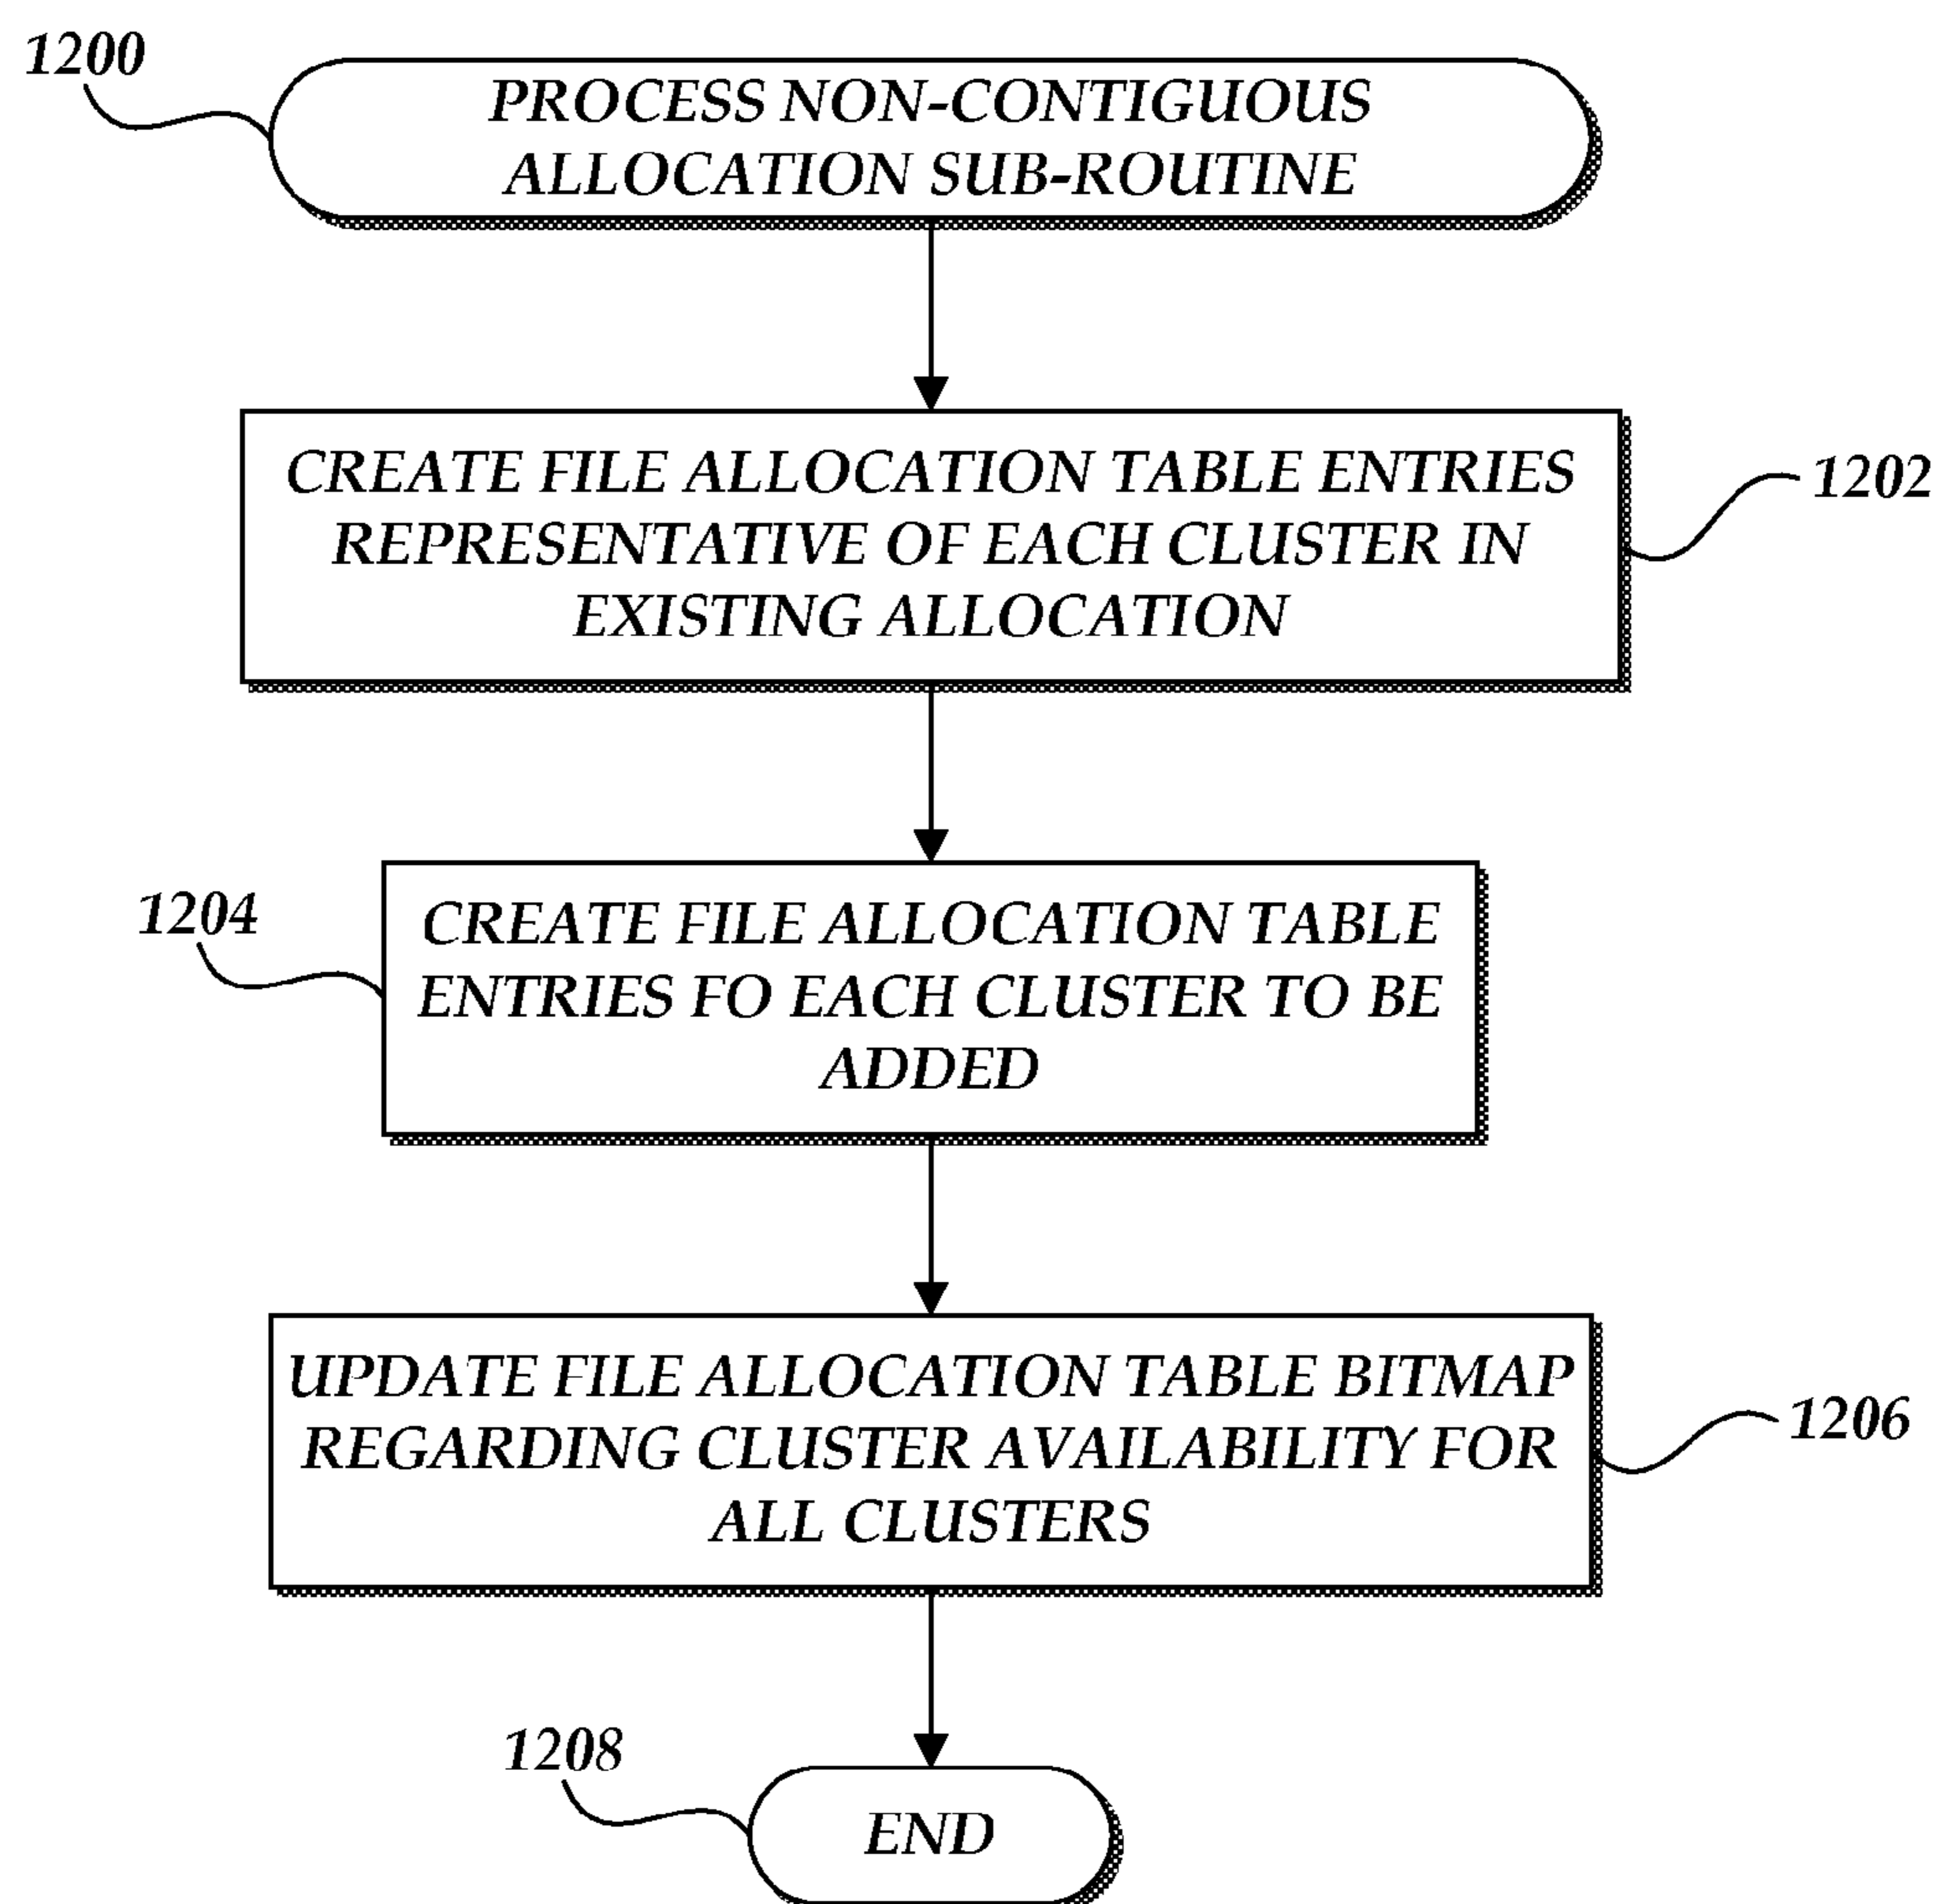 1200
PROCESS NON-CONTIGUOUS
ALLOCATION SUB-ROUTINE
CREATE FILE ALLOCATION TABLE ENTRIES
REPRESENTATIVE OF EACH CLUSTER IN
EXISTING ALLOCATION
1202
1204
CREATE FILE ALLOCATION TABLE
ENTRIES FO EACH CLUSTER TO BE
ADDED
UPDATE FILE ALLOCATION TABLE BITMAP
REGARDING CLUSTER AVAILABILITY FOR
ALL CLUSTERS
1206
1208
END